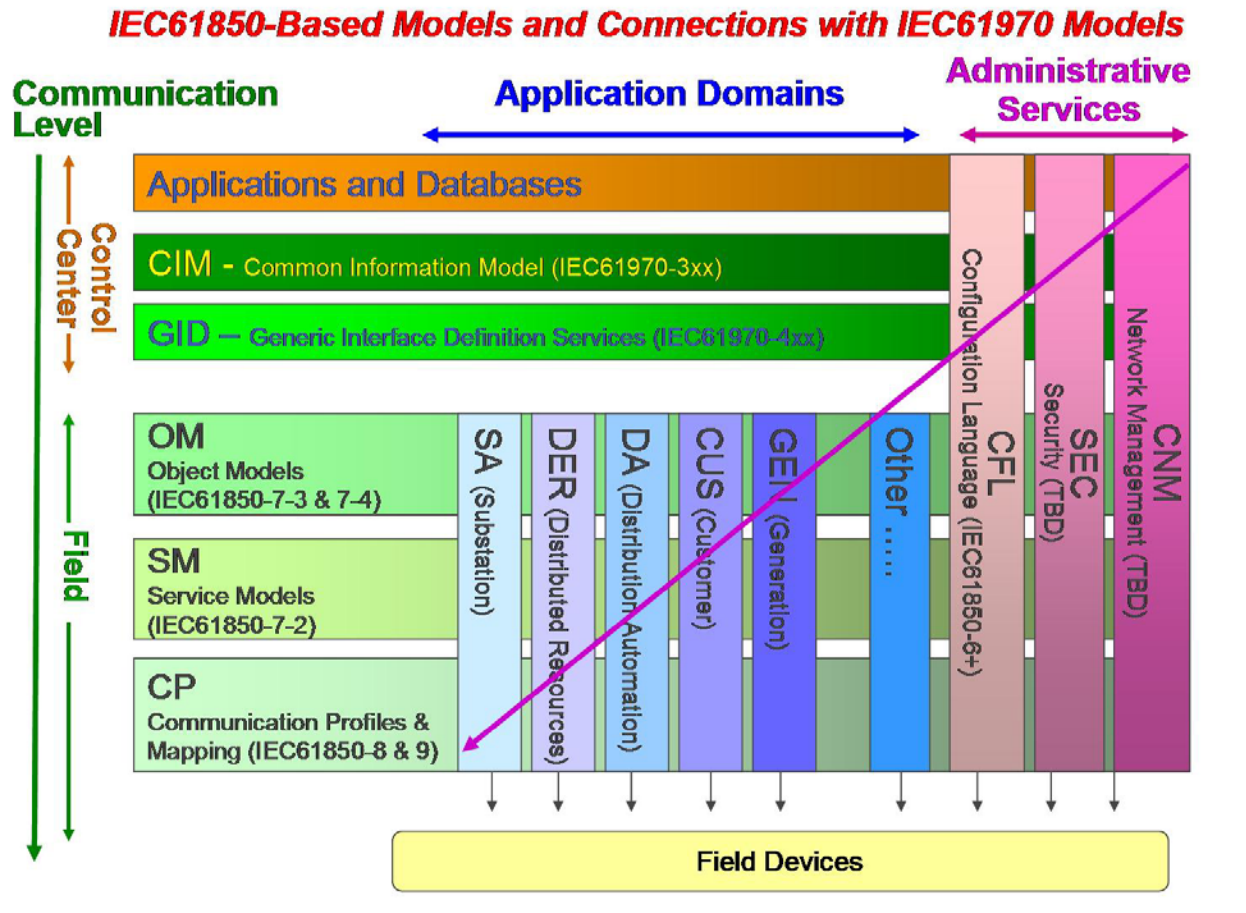 IEC61850-Based Models and Connections with IEC61970 Models
Communication
Level
Application Domains
Administrative
Services
Control
Center
Field
Applications and Databases
CIM - Common Information Model (IEC61970-3xx)
GID – Generic Interface Definition Services (IEC61970-4xx)
OM
Object Models
(IEC61850-7-3 & 7-4)
SM
Service Models
(IEC61850-7-2)
CP
Communication Profiles &
Mapping (IEC61850-8 & 9)
SA (Substation)
DER (Distributed Resources)
DA (Distribution Automation)
CUS (Customer)
GEN (Generation)
Other .....
CFL
Configuration Language (IEC61850-6+)
SEC
Security (TBD)
CNM
Network Management (TBD)
Field Devices